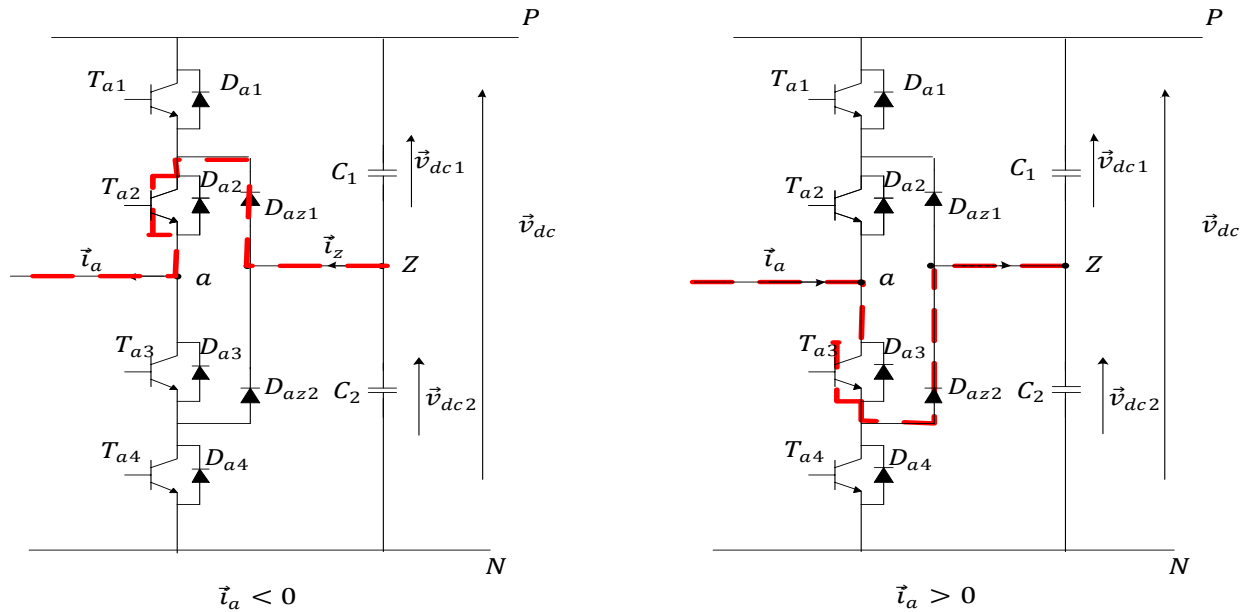 P
T_{a1} D_{a1}
C_1 \vec{v}_{dc1}
T_{a2} D_{a2}
D_{az1}
\vec{v}_{dc}
\vec{i}_a \vec{i}_z
a Z
T_{a3} D_{a3}
D_{az2} C_2 \vec{v}_{dc2}
T_{a4} D_{a4}
N
\vec{i}_a < 0
P
T_{a1} D_{a1}
C_1 \vec{v}_{dc1}
T_{a2} D_{a2}
D_{az1}
\vec{v}_{dc}
\vec{i}_a
a Z
T_{a3} D_{a3}
D_{az2} C_2 \vec{v}_{dc2}
T_{a4} D_{a4}
N
\vec{i}_a > 0